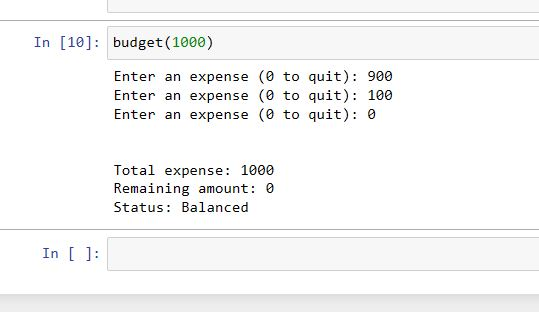 In [10]: budget(1000)
Enter an expense (0 to quit): 900
Enter an expense (0 to quit): 100
Enter an expense (0 to quit): 0
Total expense: 1000
Remaining amount: 0
Status: Balanced
In [ ]: